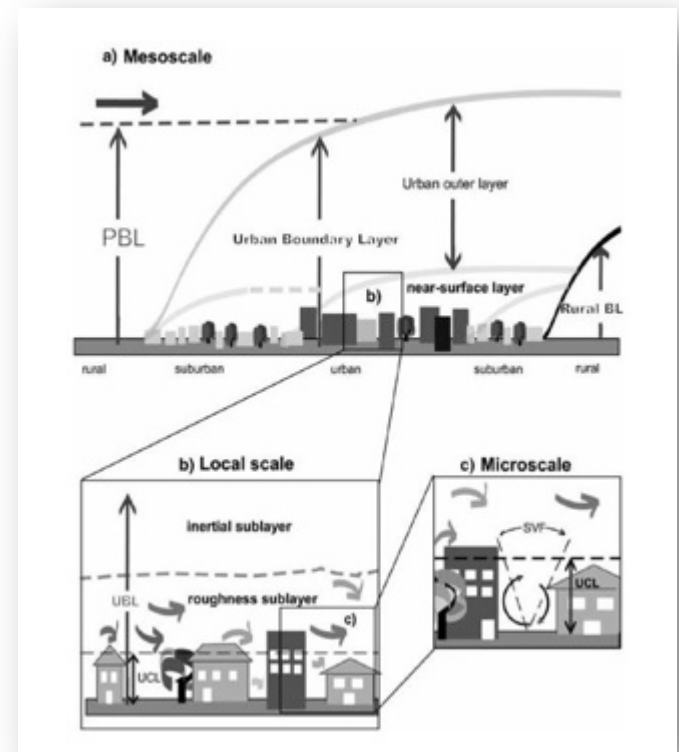 a) Mesoscale
Urban outer layer
PBL
Urban Boundary Layer
b)
near-surface layer
Rural BL
rural
suburban
urban
suburban
rural
b) Local scale
inertial sublayer
UBL
roughness sublayer
c)
UCL
c) Microscale
SVF
UCL